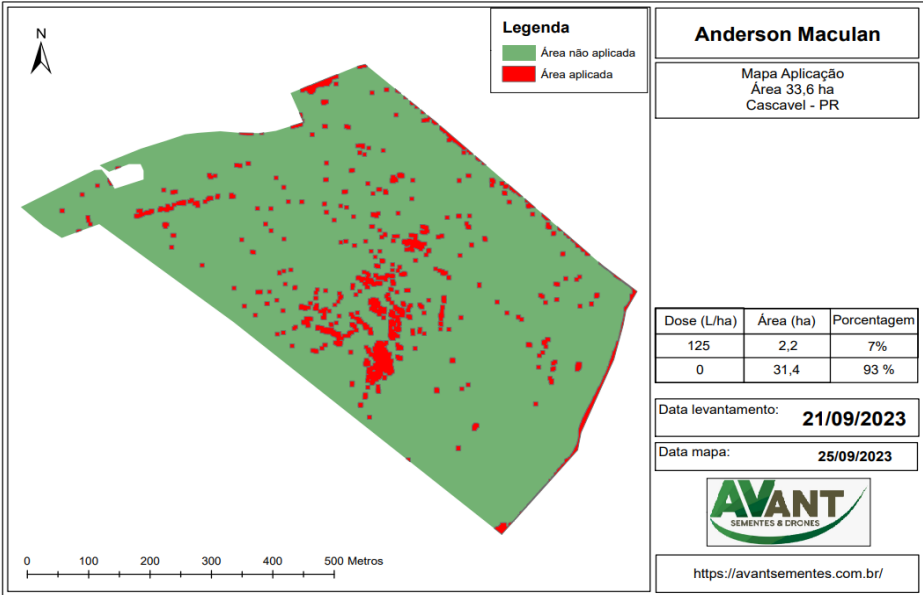 N
Legenda
Área não aplicada
Área aplicada
Anderson Maculan
Mapa Aplicação
Área 33,6 ha
Cascavel - PR
Dose (L/ha) Área (ha) Porcentagem
125 2,2 7%
0 31,4 93 %
Data levantamento: 21/09/2023
Data mapa: 25/09/2023
AVANT
SEMENTES & DRONES
https://avantsementes.com.br/
0 100 200 300 400 500 Metros